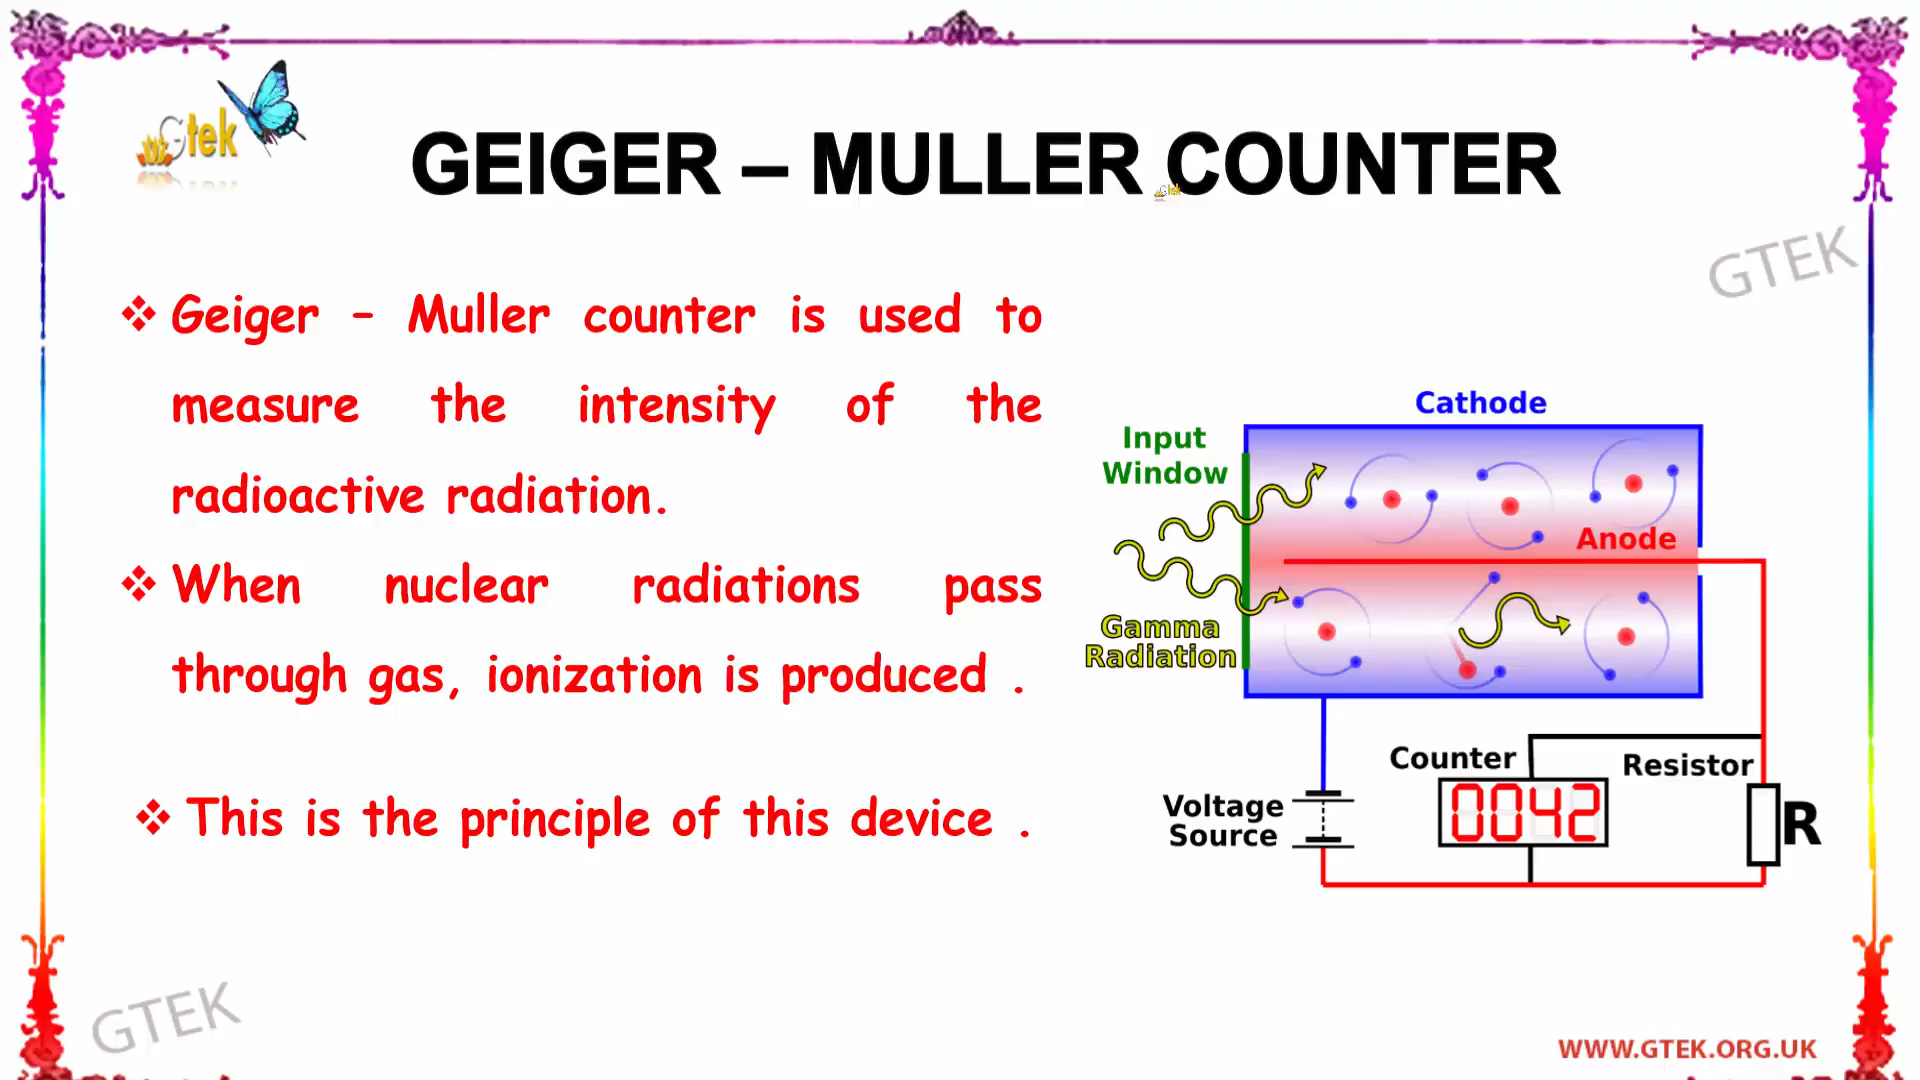 Gtek
GEIGER – MULLER COUNTER
GTEK
❖ Geiger – Muller counter is used to
measure the intensity of the
radioactive radiation.
❖ When nuclear radiations pass
through gas, ionization is produced .
❖ This is the principle of this device .
Cathode
Input
Window
Anode
Gamma
Radiation
Counter
Resistor
Voltage
Source
0042
R
GTEK
WWW.GTEK.ORG.UK